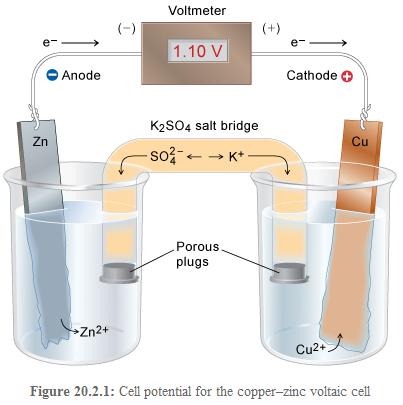 Voltmeter
(−) (+)
1.10 V
e⁻ → e⁻ →
− Anode
Cathode +
Zn
Cu
K₂SO₄ salt bridge
SO₄²⁻ ← → K⁺
Porous
plugs
Zn²⁺
Cu²⁺
Figure 20.2.1: Cell potential for the copper–zinc voltaic cell